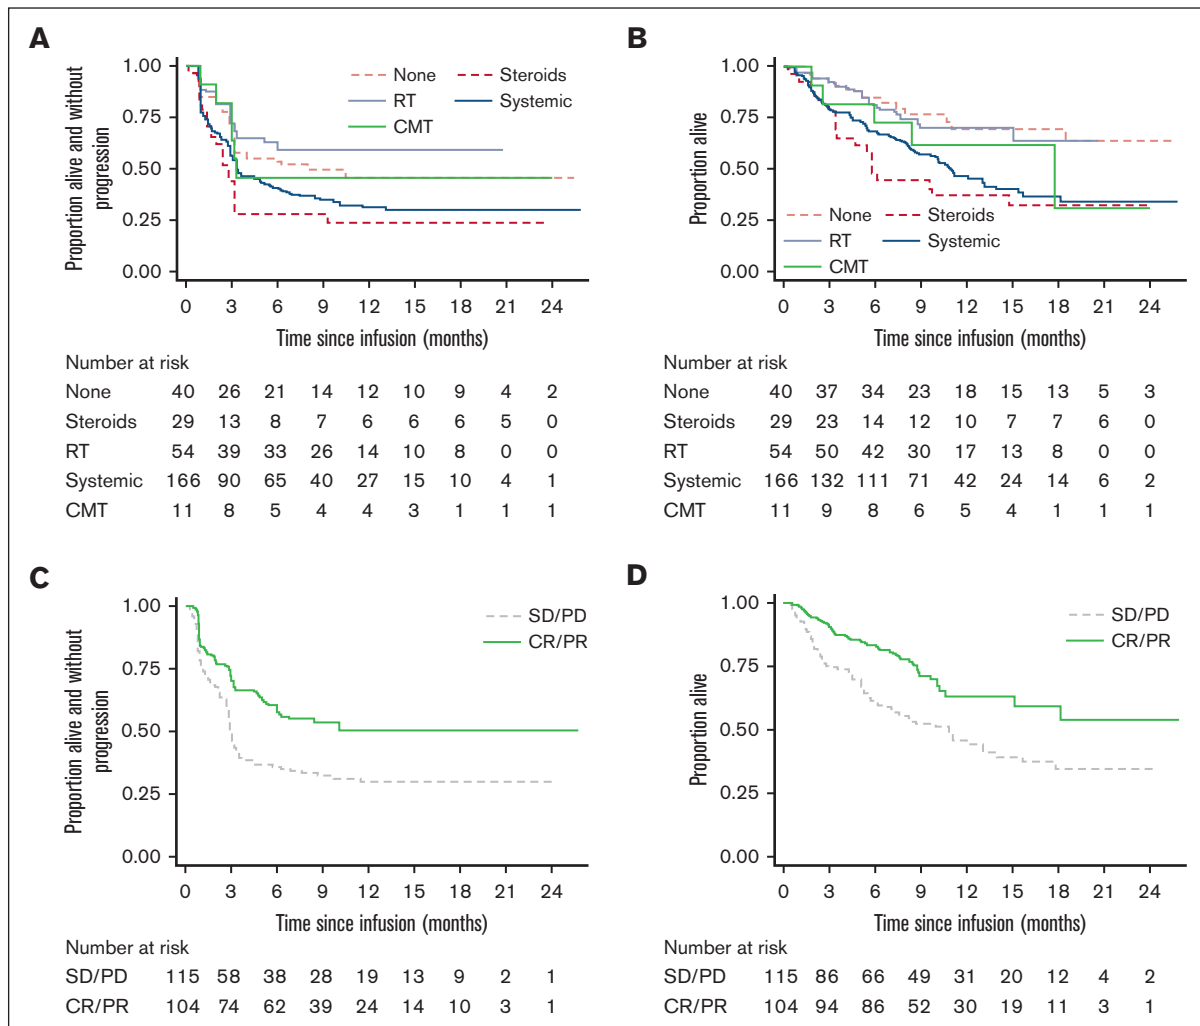 A
Proportion alive and without
progression
1.00
0.75
0.50
0.25
0.00
None Steroids
RT Systemic
CMT
0 3 6 9 12 15 18 21 24
Time since infusion (months)
Number at risk
None 40 26 21 14 12 10 9 4 2
Steroids 29 13 8 7 6 6 6 5 0
RT 54 39 33 26 14 10 8 0 0
Systemic 166 90 65 40 27 15 10 4 1
CMT 11 8 5 4 4 3 1 1 1
B
Proportion alive
1.00
0.75
0.50
0.25
0.00
None Steroids
RT Systemic
CMT
0 3 6 9 12 15 18 21 24
Time since infusion (months)
Number at risk
None 40 37 34 23 18 15 13 5 3
Steroids 29 23 14 12 10 7 7 6 0
RT 54 50 42 30 17 13 8 0 0
Systemic 166 132 111 71 42 24 14 6 2
CMT 11 9 8 6 5 4 1 1 1
C
Proportion alive and without
progression
1.00
0.75
0.50
0.25
0.00
SD/PD
CR/PR
0 3 6 9 12 15 18 21 24
Time since infusion (months)
Number at risk
SD/PD 115 58 38 28 19 13 9 2 1
CR/PR 104 74 62 39 24 14 10 3 1
D
Proportion alive
1.00
0.75
0.50
0.25
0.00
SD/PD
CR/PR
0 3 6 9 12 15 18 21 24
Time since infusion (months)
Number at risk
SD/PD 115 86 66 49 31 20 12 4 2
CR/PR 104 94 86 52 30 19 11 3 1